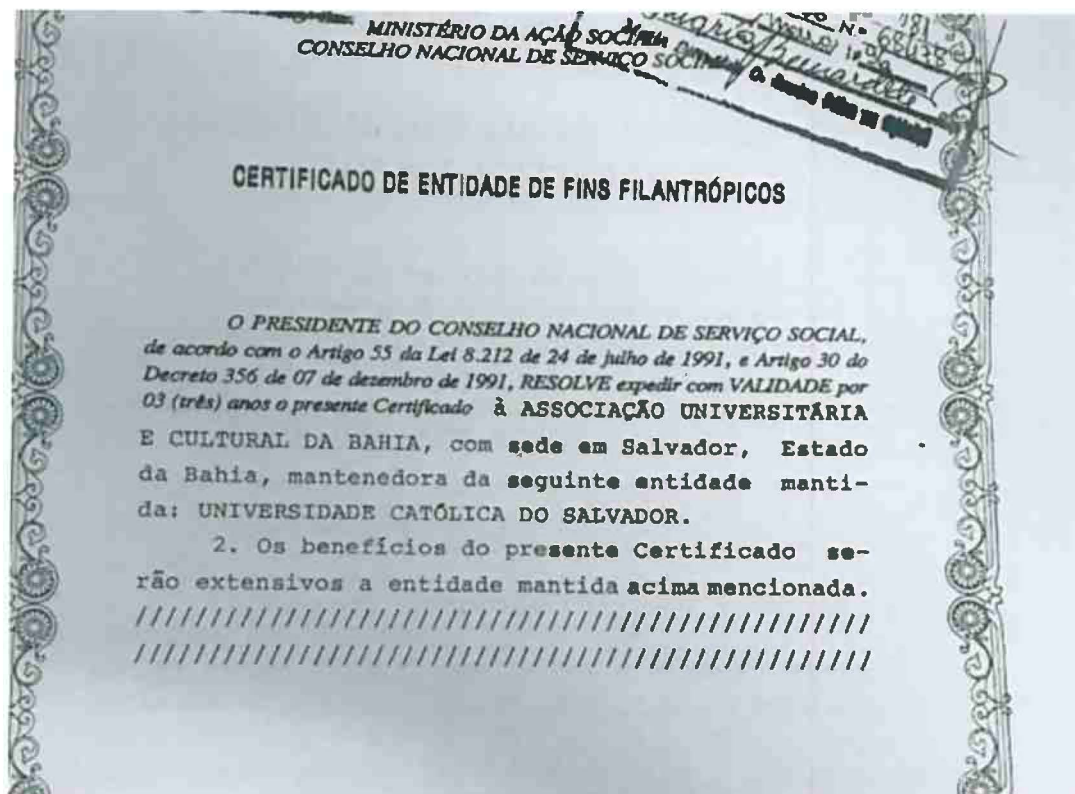 MINISTÉRIO DA AÇÃO SOCIAL
CONSELHO NACIONAL DE SERVIÇO SOCIAL
Nº
CERTIFICADO DE ENTIDADE DE FINS FILANTRÓPICOS
O PRESIDENTE DO CONSELHO NACIONAL DE SERVIÇO SOCIAL,
de acordo com o Artigo 55 da Lei 8.212 de 24 de julho de 1991, e Artigo 30 do
Decreto 356 de 07 de dezembro de 1991, RESOLVE expedir com VALIDADE por
03 (três) anos o presente Certificado à ASSOCIAÇÃO UNIVERSITÁRIA
E CULTURAL DA BAHIA, com sede em Salvador, Estado
da Bahia, mantenedora da seguinte entidade manti-
da: UNIVERSIDADE CATÓLICA DO SALVADOR.
2. Os benefícios do presente Certificado se-
rão extensivos a entidade mantida acima mencionada.
////////////////////////////////////////////////
////////////////////////////////////////////////